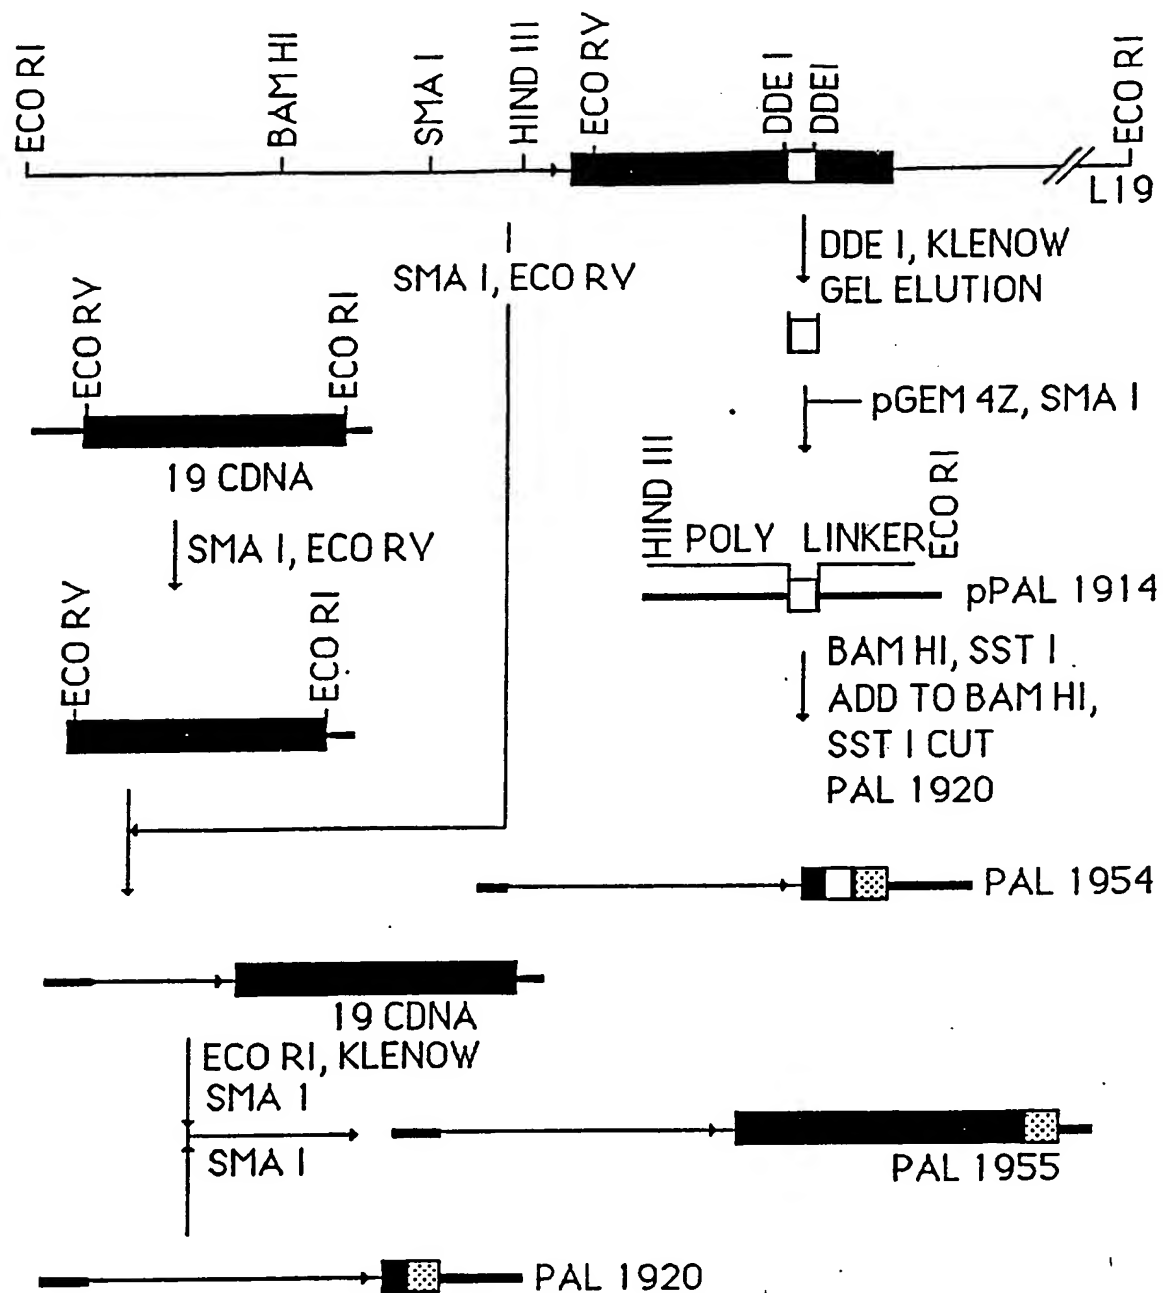 ECO RI
BAM HI
SMA I
HIND III
ECO RV
DDE I
DDEI
ECO RI
L19
SMA I, ECO RV
DDE I, KLENOW
GEL ELUTION
ECO RV
ECO RI
19 CDNA
pGEM 4Z, SMA I
SMA I, ECO RV
HIND III
POLY LINKER
ECO RI
pPAL 1914
ECO RV
ECO RI
BAM HI, SST I
ADD TO BAM HI,
SST I CUT
PAL 1920
PAL 1954
19 CDNA
ECO RI, KLENOW
SMA 1
SMA I
PAL 1955
PAL 1920